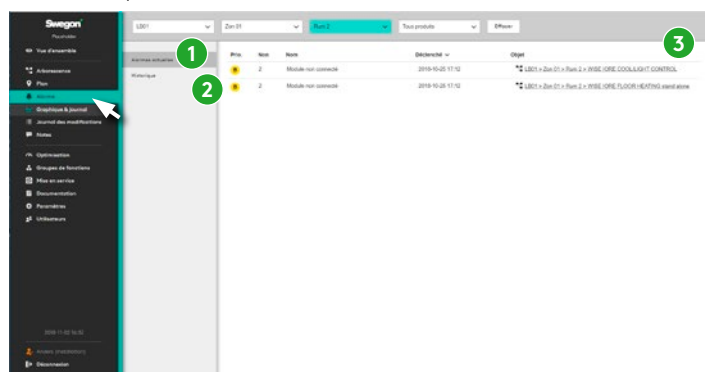 Swegon
Placeholder
Vue d'ensemble
Arborescence
Plan
Alarme
Graphique & journal
Journal des modifications
Notes
Optimisation
Groupes de fonctions
Mise en service
Documentation
Paramètres
Utilisateurs
Déconnexion
LB01
Zon 01
Rum 2
Tous produits
Effacer
Alarmes actuelles
Historique
1
2
3
Prio. Nbre Nom Déclenché Objet
B 2 Module non connecté 2018-10-25 17:12 LB01 > Zon 01 > Rum 2 > WISE IORE COOL/LIGHT CONTROL
B 2 Module non connecté 2018-10-25 17:12 LB01 > Zon 01 > Rum 2 > WISE IORE FLOOR HEATING stand alone